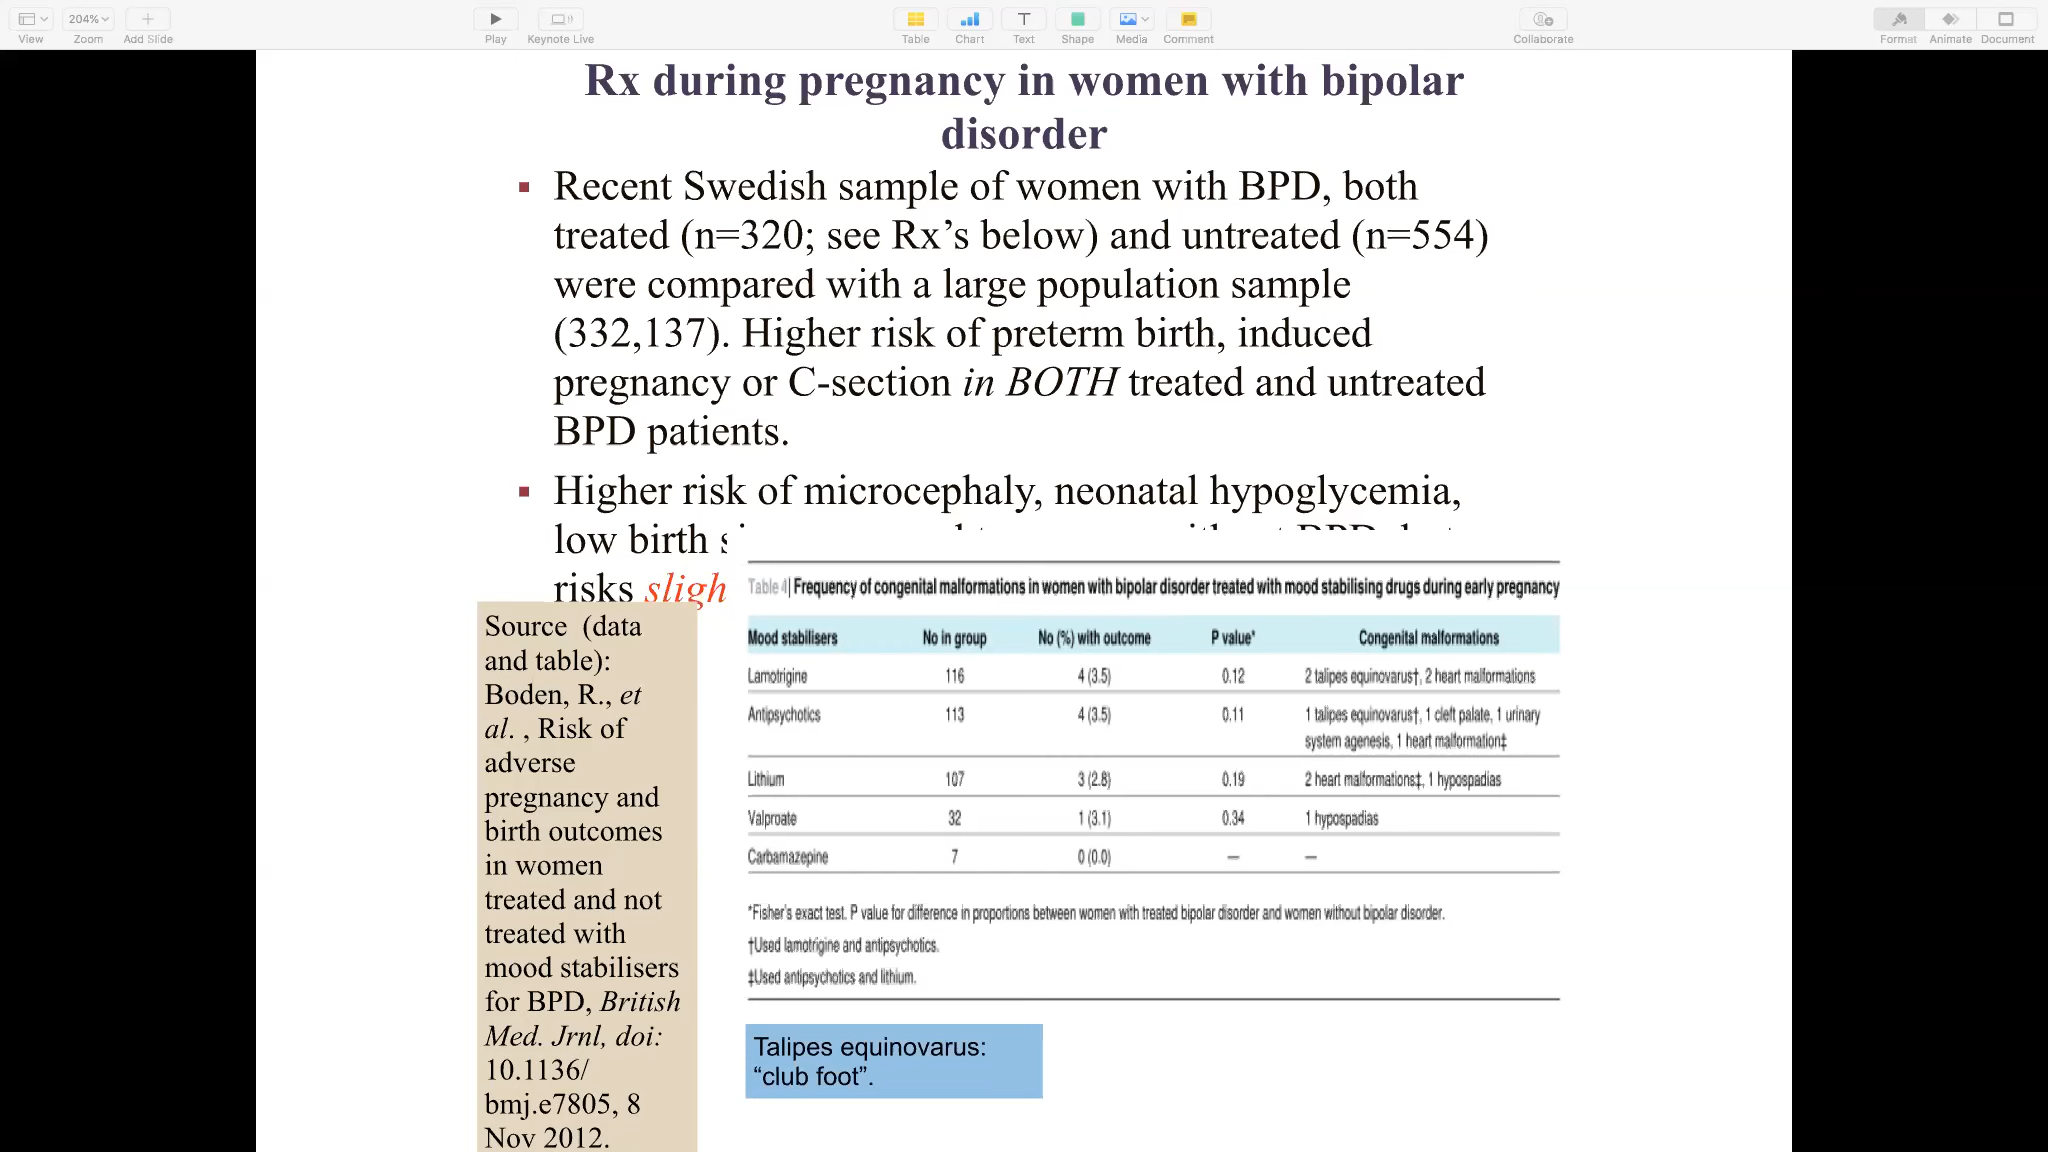 View
204%
Zoom
Add Slide
Play
Keynote Live
Table
Chart
Text
Shape
Media
Comment
Collaborate
Format
Animate
Document
Rx during pregnancy in women with bipolar
disorder
Recent Swedish sample of women with BPD, both
treated (n=320; see Rx’s below) and untreated (n=554)
were compared with a large population sample
(332,137). Higher risk of preterm birth, induced
pregnancy or C-section in BOTH treated and untreated
BPD patients.
Higher risk of microcephaly, neonatal hypoglycemia,
low birth
risks
Source (data
and table):
Boden, R., et
al. , Risk of
adverse
pregnancy and
birth outcomes
in women
treated and not
treated with
mood stabilisers
for BPD, British
Med. Jrnl, doi:
10.1136/
bmj.e7805, 8
Nov 2012.
Table 4| Frequency of congenital malformations in women with bipolar disorder treated with mood stabilising drugs during early pregnancy
Mood stabilisers No in group No (%) with outcome P value* Congenital malformations
Lamotrigine 116 4 (3.5) 0.12 2 talipes equinovarus†, 2 heart malformations
Antipsychotics 113 4 (3.5) 0.11 1 talipes equinovarus†, 1 cleft palate, 1 urinary
system agenesis, 1 heart malformation‡
Lithium 107 3 (2.8) 0.19 2 heart malformations‡, 1 hypospadias
Valproate 32 1 (3.1) 0.34 1 hypospadias
Carbamazepine 7 0 (0.0) — —
*Fisher's exact test. P value for difference in proportions between women with treated bipolar disorder and women without bipolar disorder.
†Used lamotrigine and antipsychotics.
‡Used antipsychotics and lithium.
Talipes equinovarus:
“club foot”.